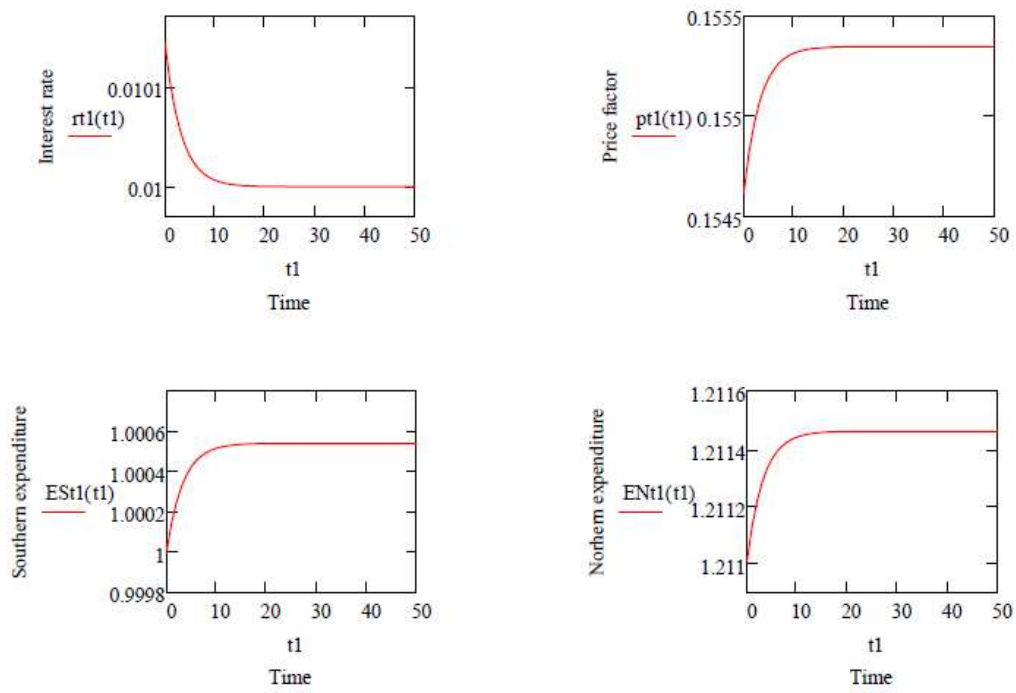 Interest rate
rt1(t1)
0.0101
0.01
0 10 20 30 40 50
t1
Time
Price factor
pt1(t1)
0.1555
0.155
0.1545
0 10 20 30 40 50
t1
Time
Southern expenditure
ESt1(t1)
1.0006
1.0004
1.0002
1
0.9998
0 10 20 30 40 50
t1
Time
Norhern expenditure
ENt1(t1)
1.2116
1.2114
1.2112
1.211
0 10 20 30 40 50
t1
Time